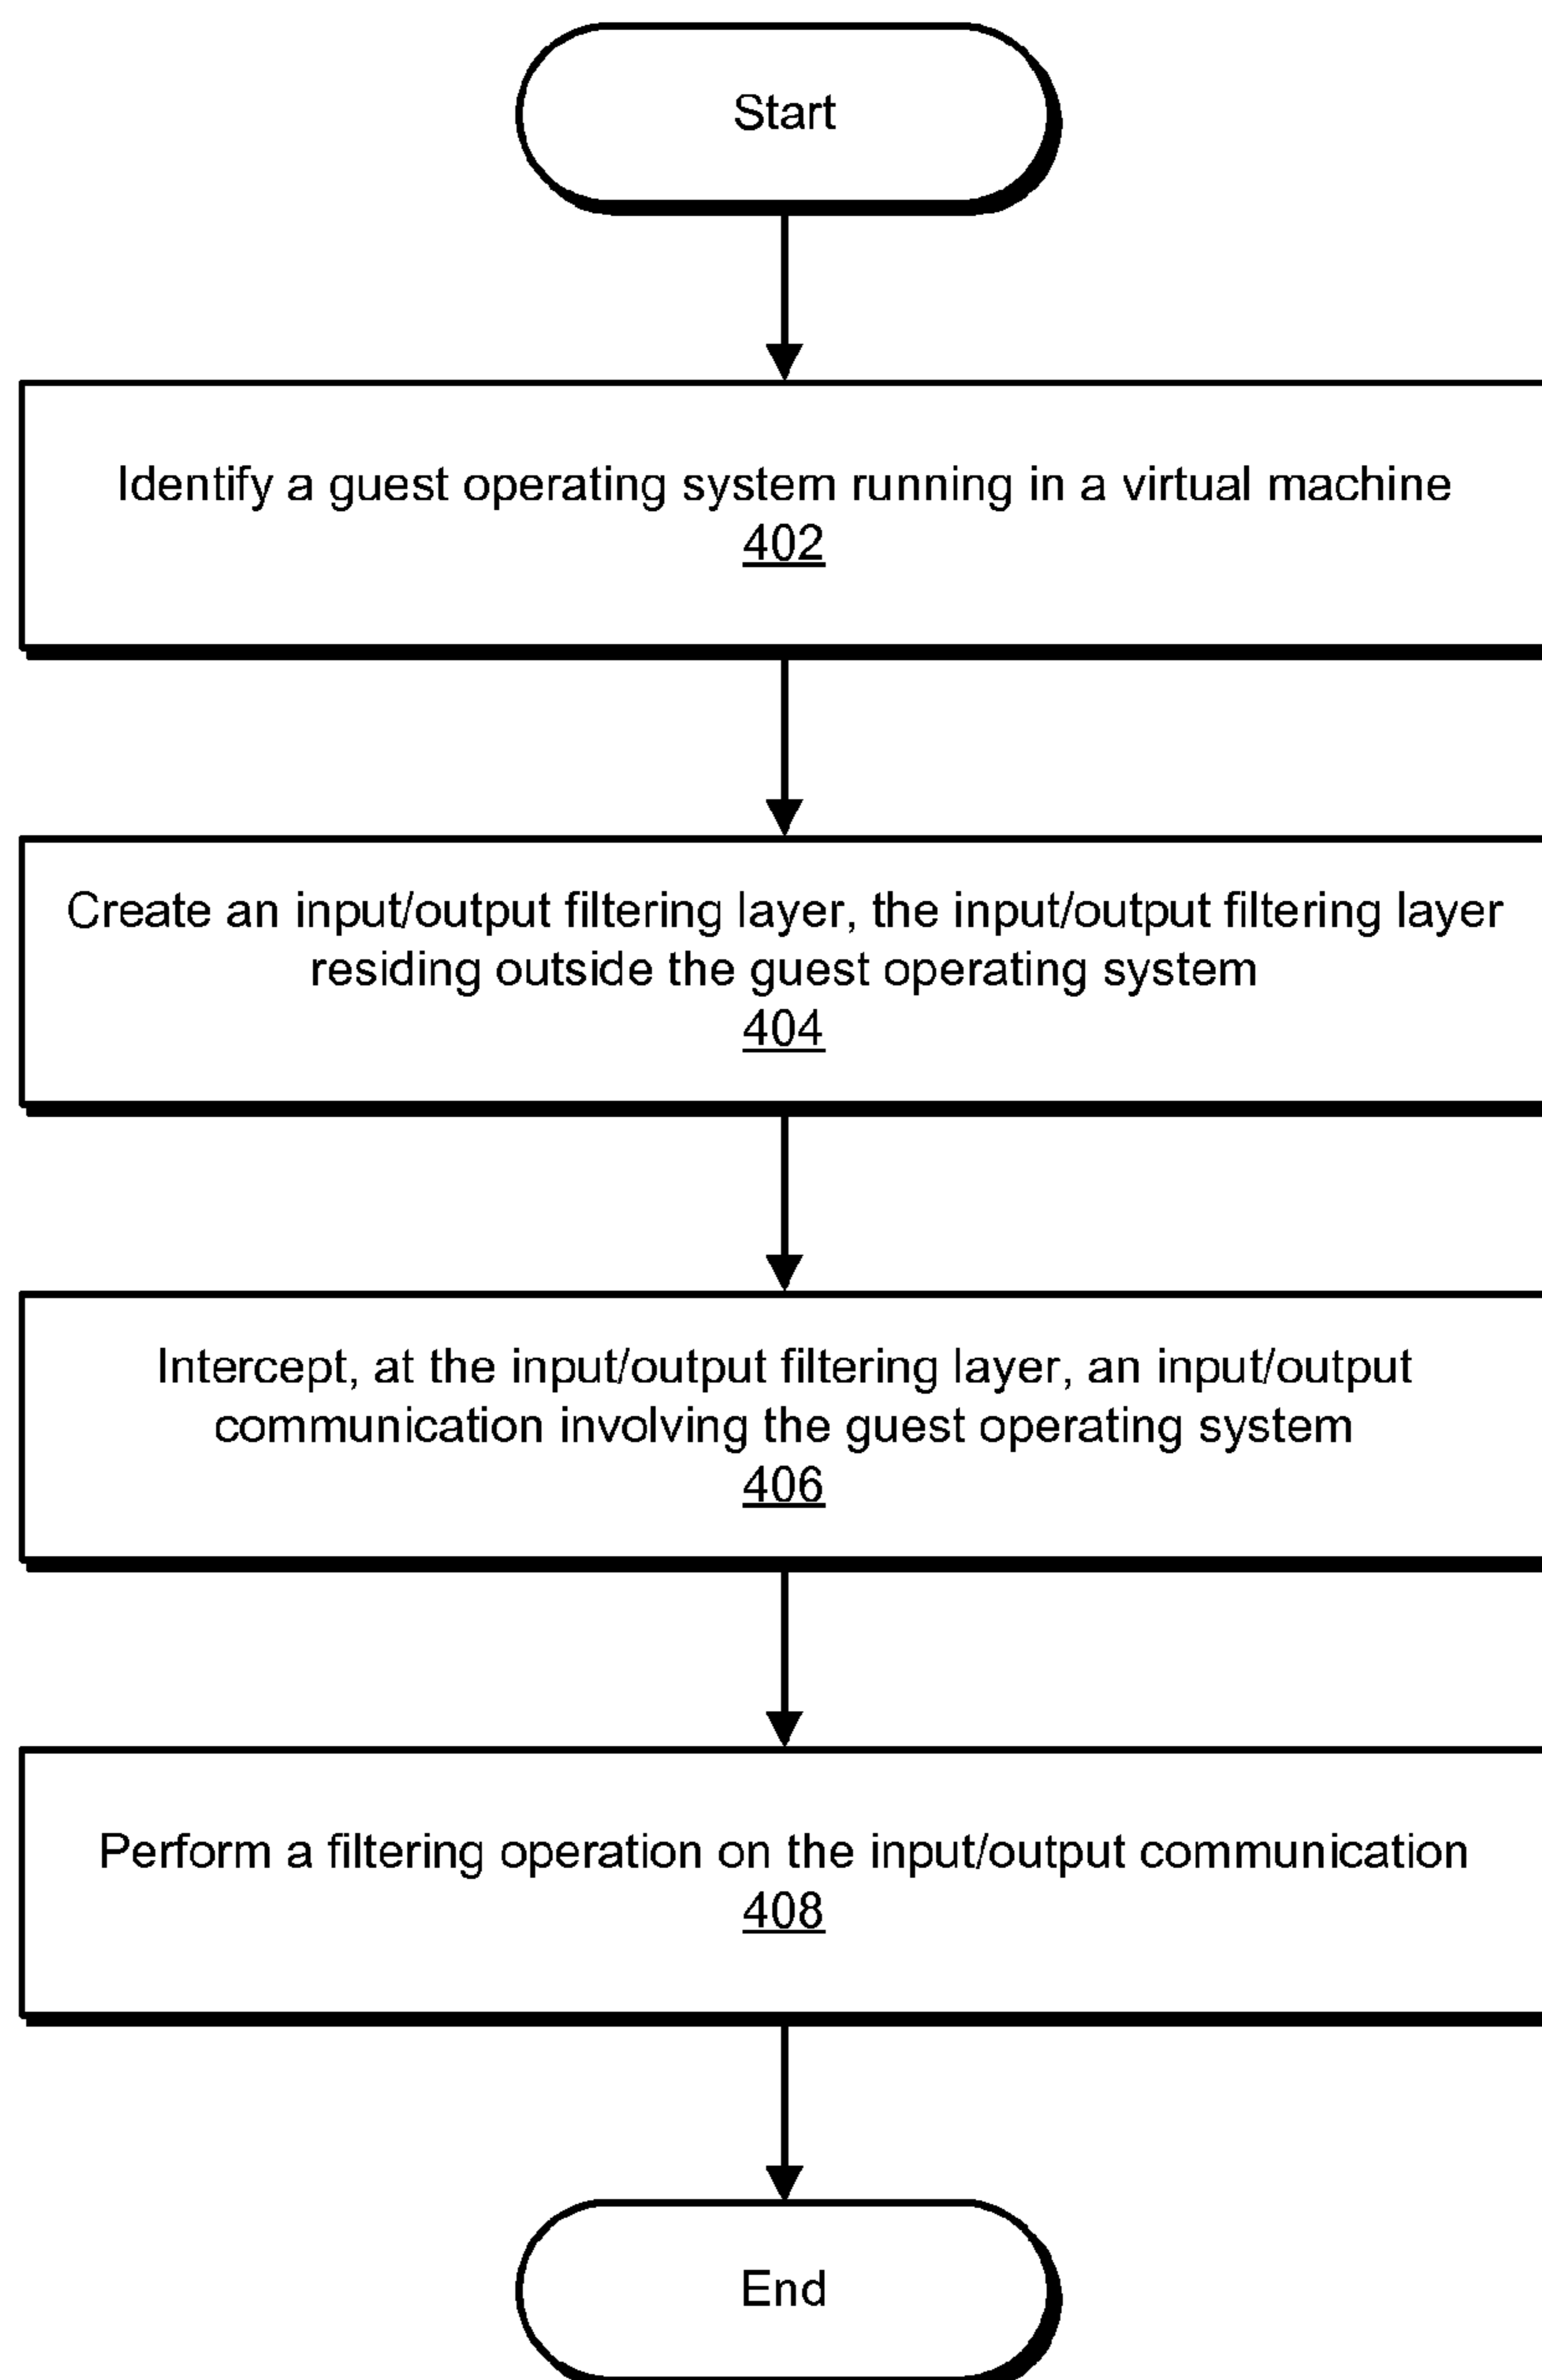 Start
Identify a guest operating system running in a virtual machine
402
Create an input/output filtering layer, the input/output filtering layer
residing outside the guest operating system
404
Intercept, at the input/output filtering layer, an input/output
communication involving the guest operating system
406
Perform a filtering operation on the input/output communication
408
End